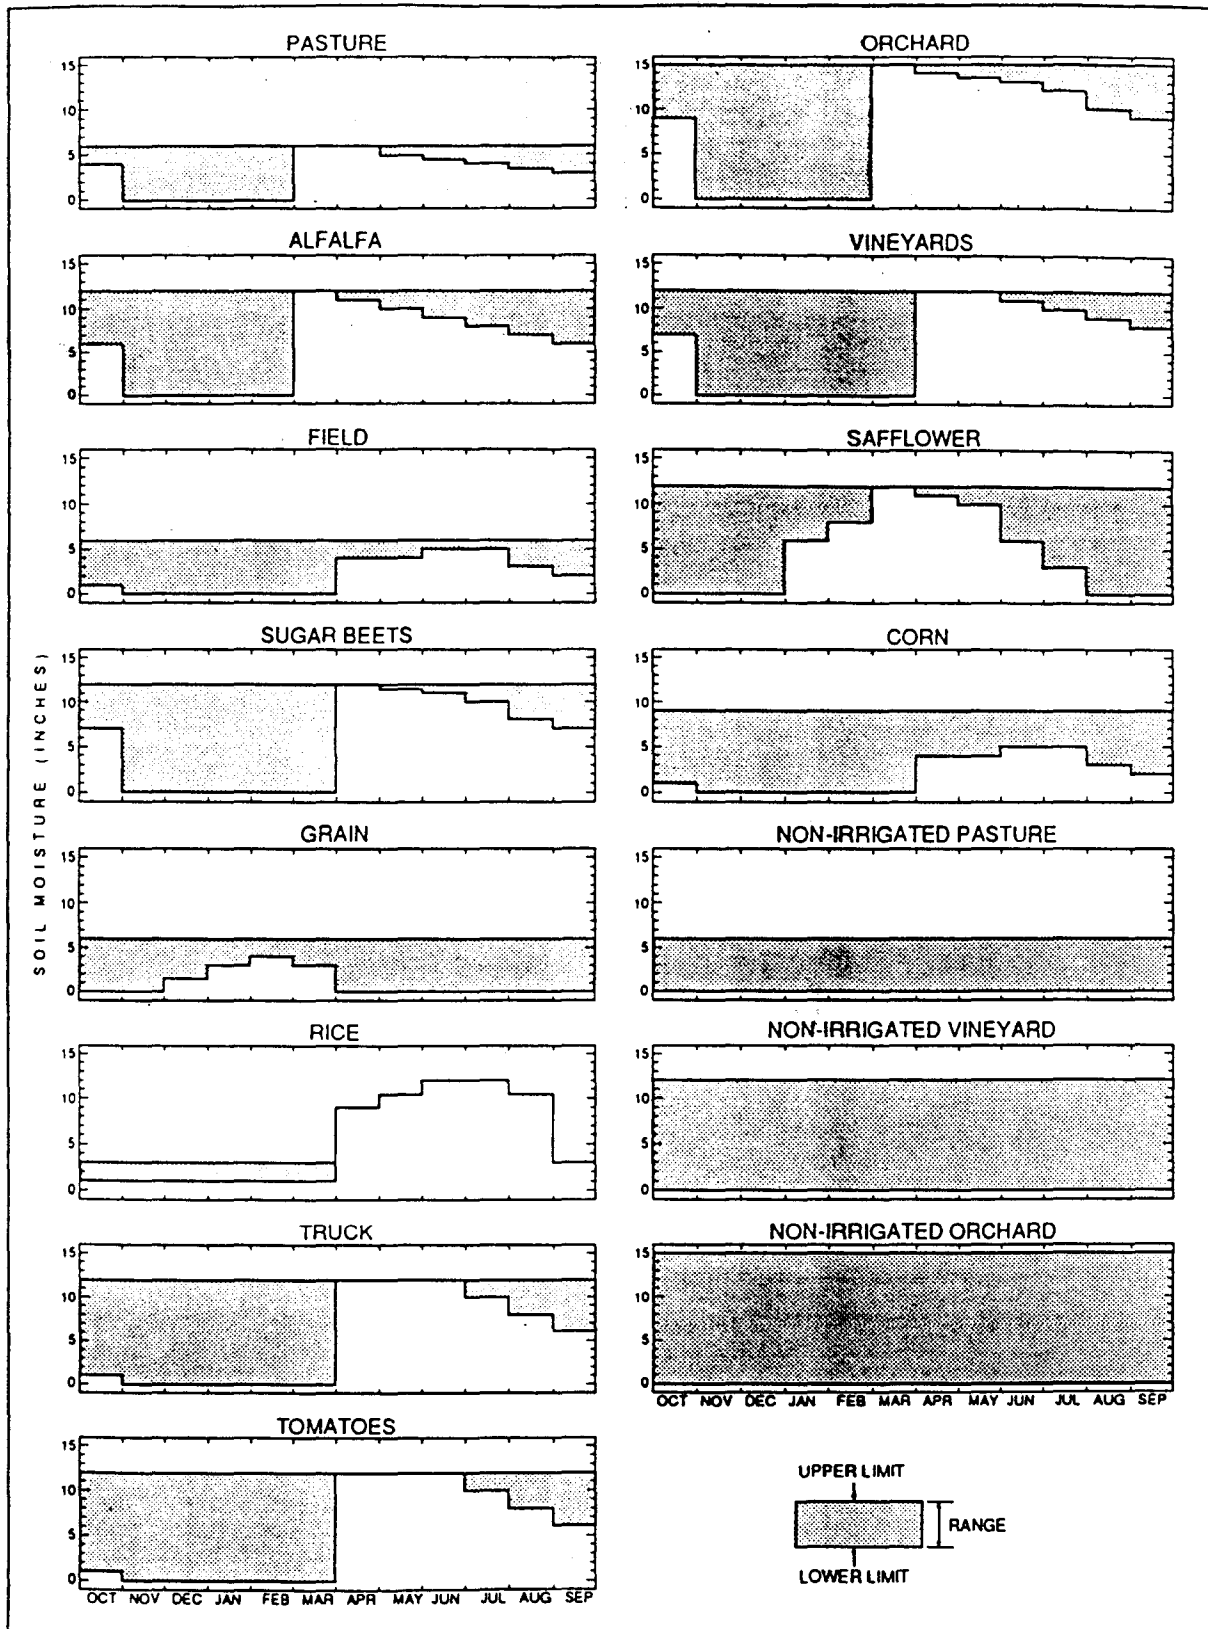 PASTURE
15
10
5
0
ALFALFA
15
10
5
0
FIELD
15
10
5
0
SUGAR BEETS
15
10
5
0
GRAIN
15
10
5
0
RICE
15
10
5
0
TRUCK
15
10
5
0
TOMATOES
15
10
5
0
OCT NOV DEC JAN FEB MAR APR MAY JUN JUL AUG SEP
SOIL MOISTURE (INCHES)
ORCHARD
15
10
5
0
VINEYARDS
15
10
5
0
SAFFLOWER
15
10
5
0
CORN
15
10
5
0
NON-IRRIGATED PASTURE
15
10
5
0
NON-IRRIGATED VINEYARD
15
10
5
0
NON-IRRIGATED ORCHARD
15
10
5
0
OCT NOV DEC JAN FEB MAR APR MAY JUN JUL AUG SEP
UPPER LIMIT
RANGE
LOWER LIMIT